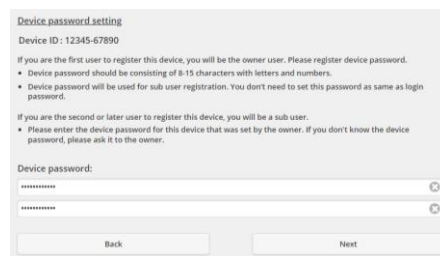 Device password setting
Device ID : 12345-67890
If you are the first user to register this device, you will be the owner user. Please register device password.
• Device password should be consisting of 8-15 characters with letters and numbers.
• Device password will be used for sub user registration. You don't need to set this password as same as login
password.
If you are the second or later user to register this device, you will be a sub user.
• Please enter the device password for this device that was set by the owner. If you don't know the device
password, please ask it to the owner.
Device password:
••••••••••••
••••••••••••
Back Next